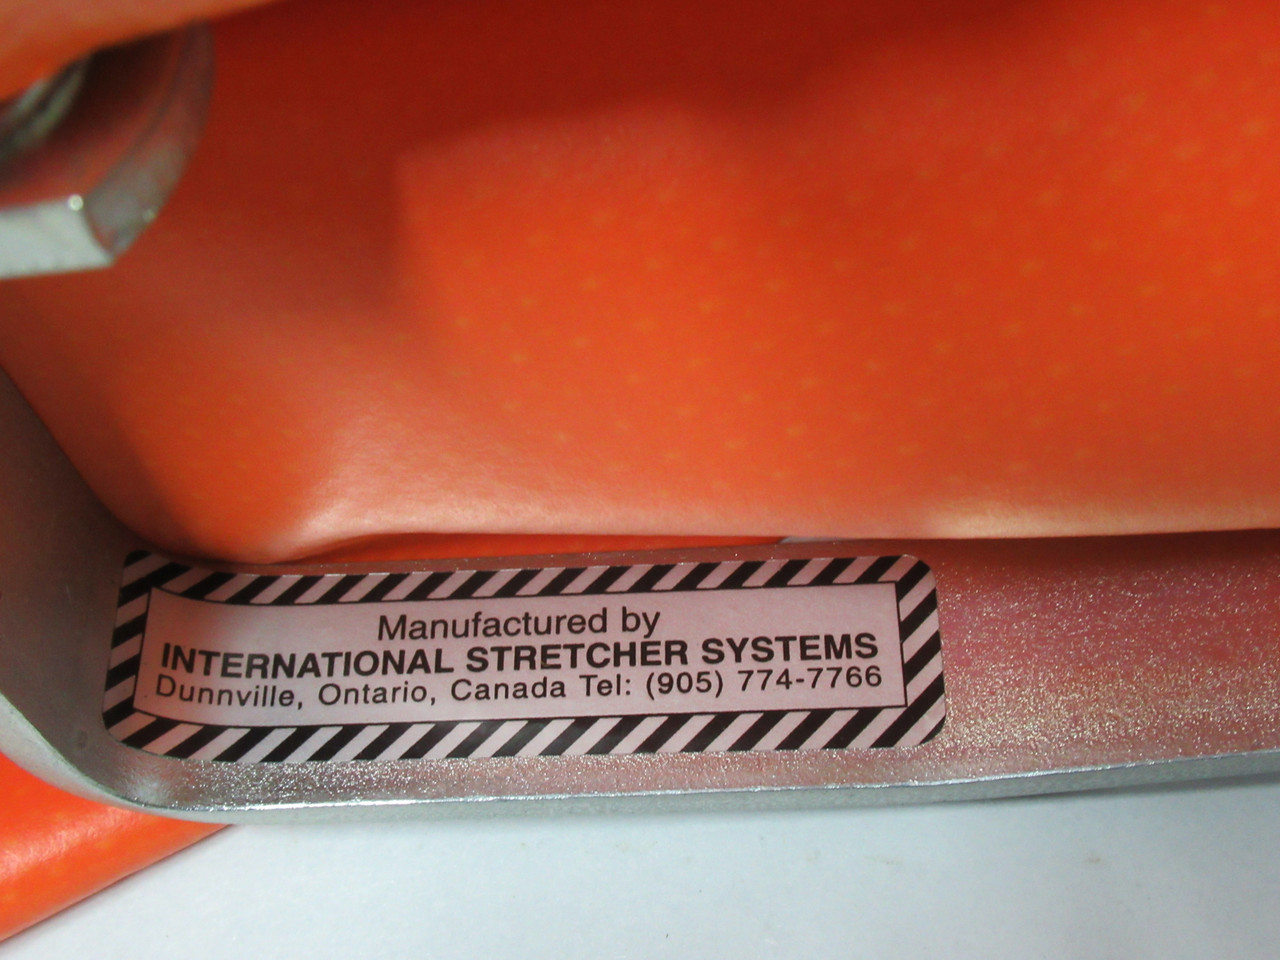 Manufactured by
INTERNATIONAL STRETCHER SYSTEMS
Dunnville, Ontario, Canada Tel: (905) 774-7766